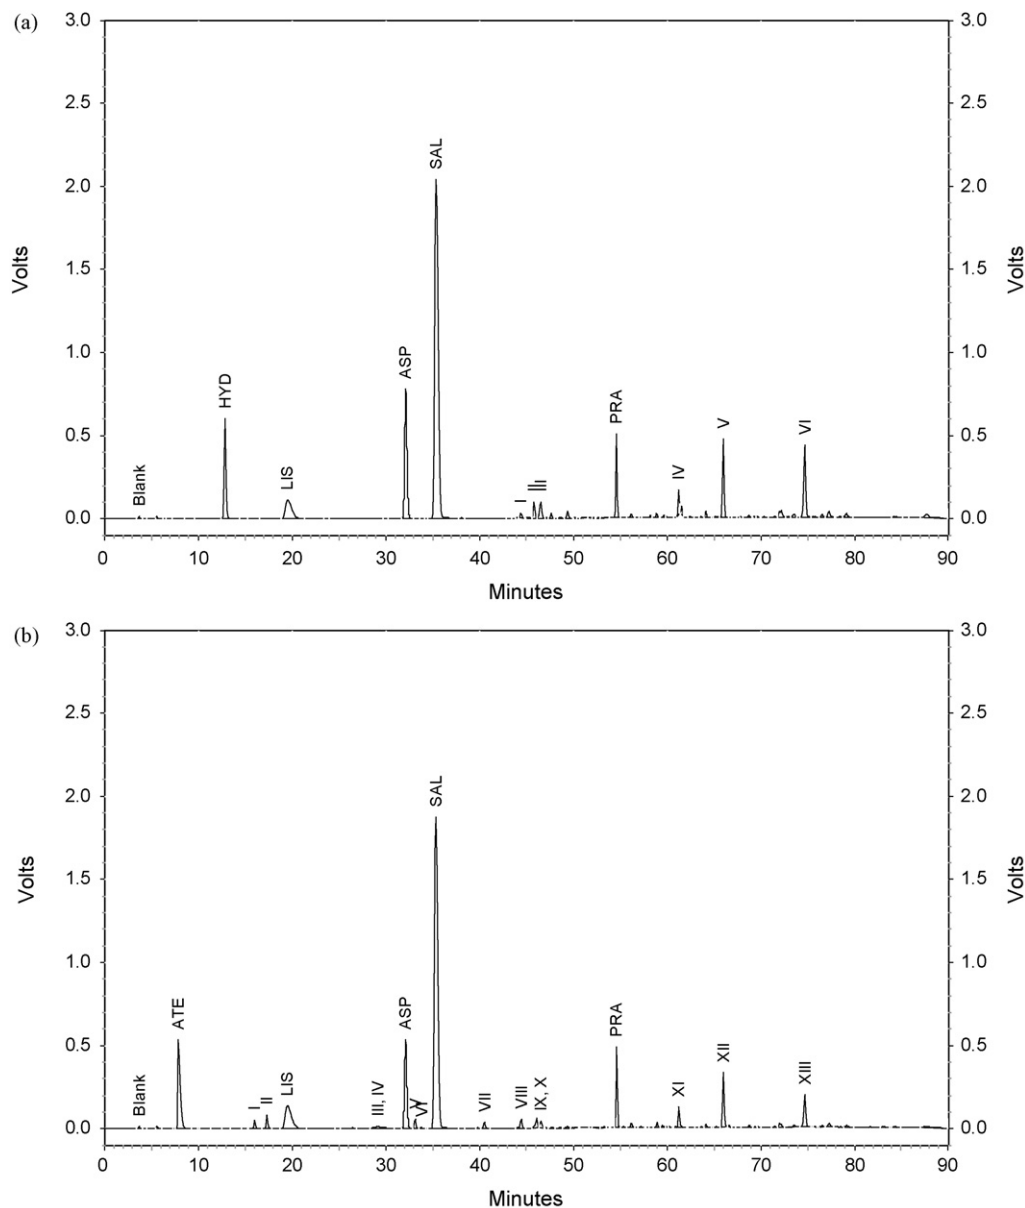 (a)
3.0
3.0
2.5
2.5
SAL
2.0
2.0
Volts
Volts
1.5
1.5
1.0
1.0
HYD
ASP
PRA
V
VI
0.5
0.5
Blank
LIS
I
II
III
IV
0.0
0.0
0 10 20 30 40 50 60 70 80 90
Minutes
(b)
3.0
3.0
2.5
2.5
SAL
2.0
2.0
Volts
Volts
1.5
1.5
1.0
1.0
ATE
ASP
PRA
XII
0.5
0.5
Blank
I
II
LIS
III, IV
V
VI
VII
VIII
IX, X
XI
XIII
0.0
0.0
0 10 20 30 40 50 60 70 80 90
Minutes